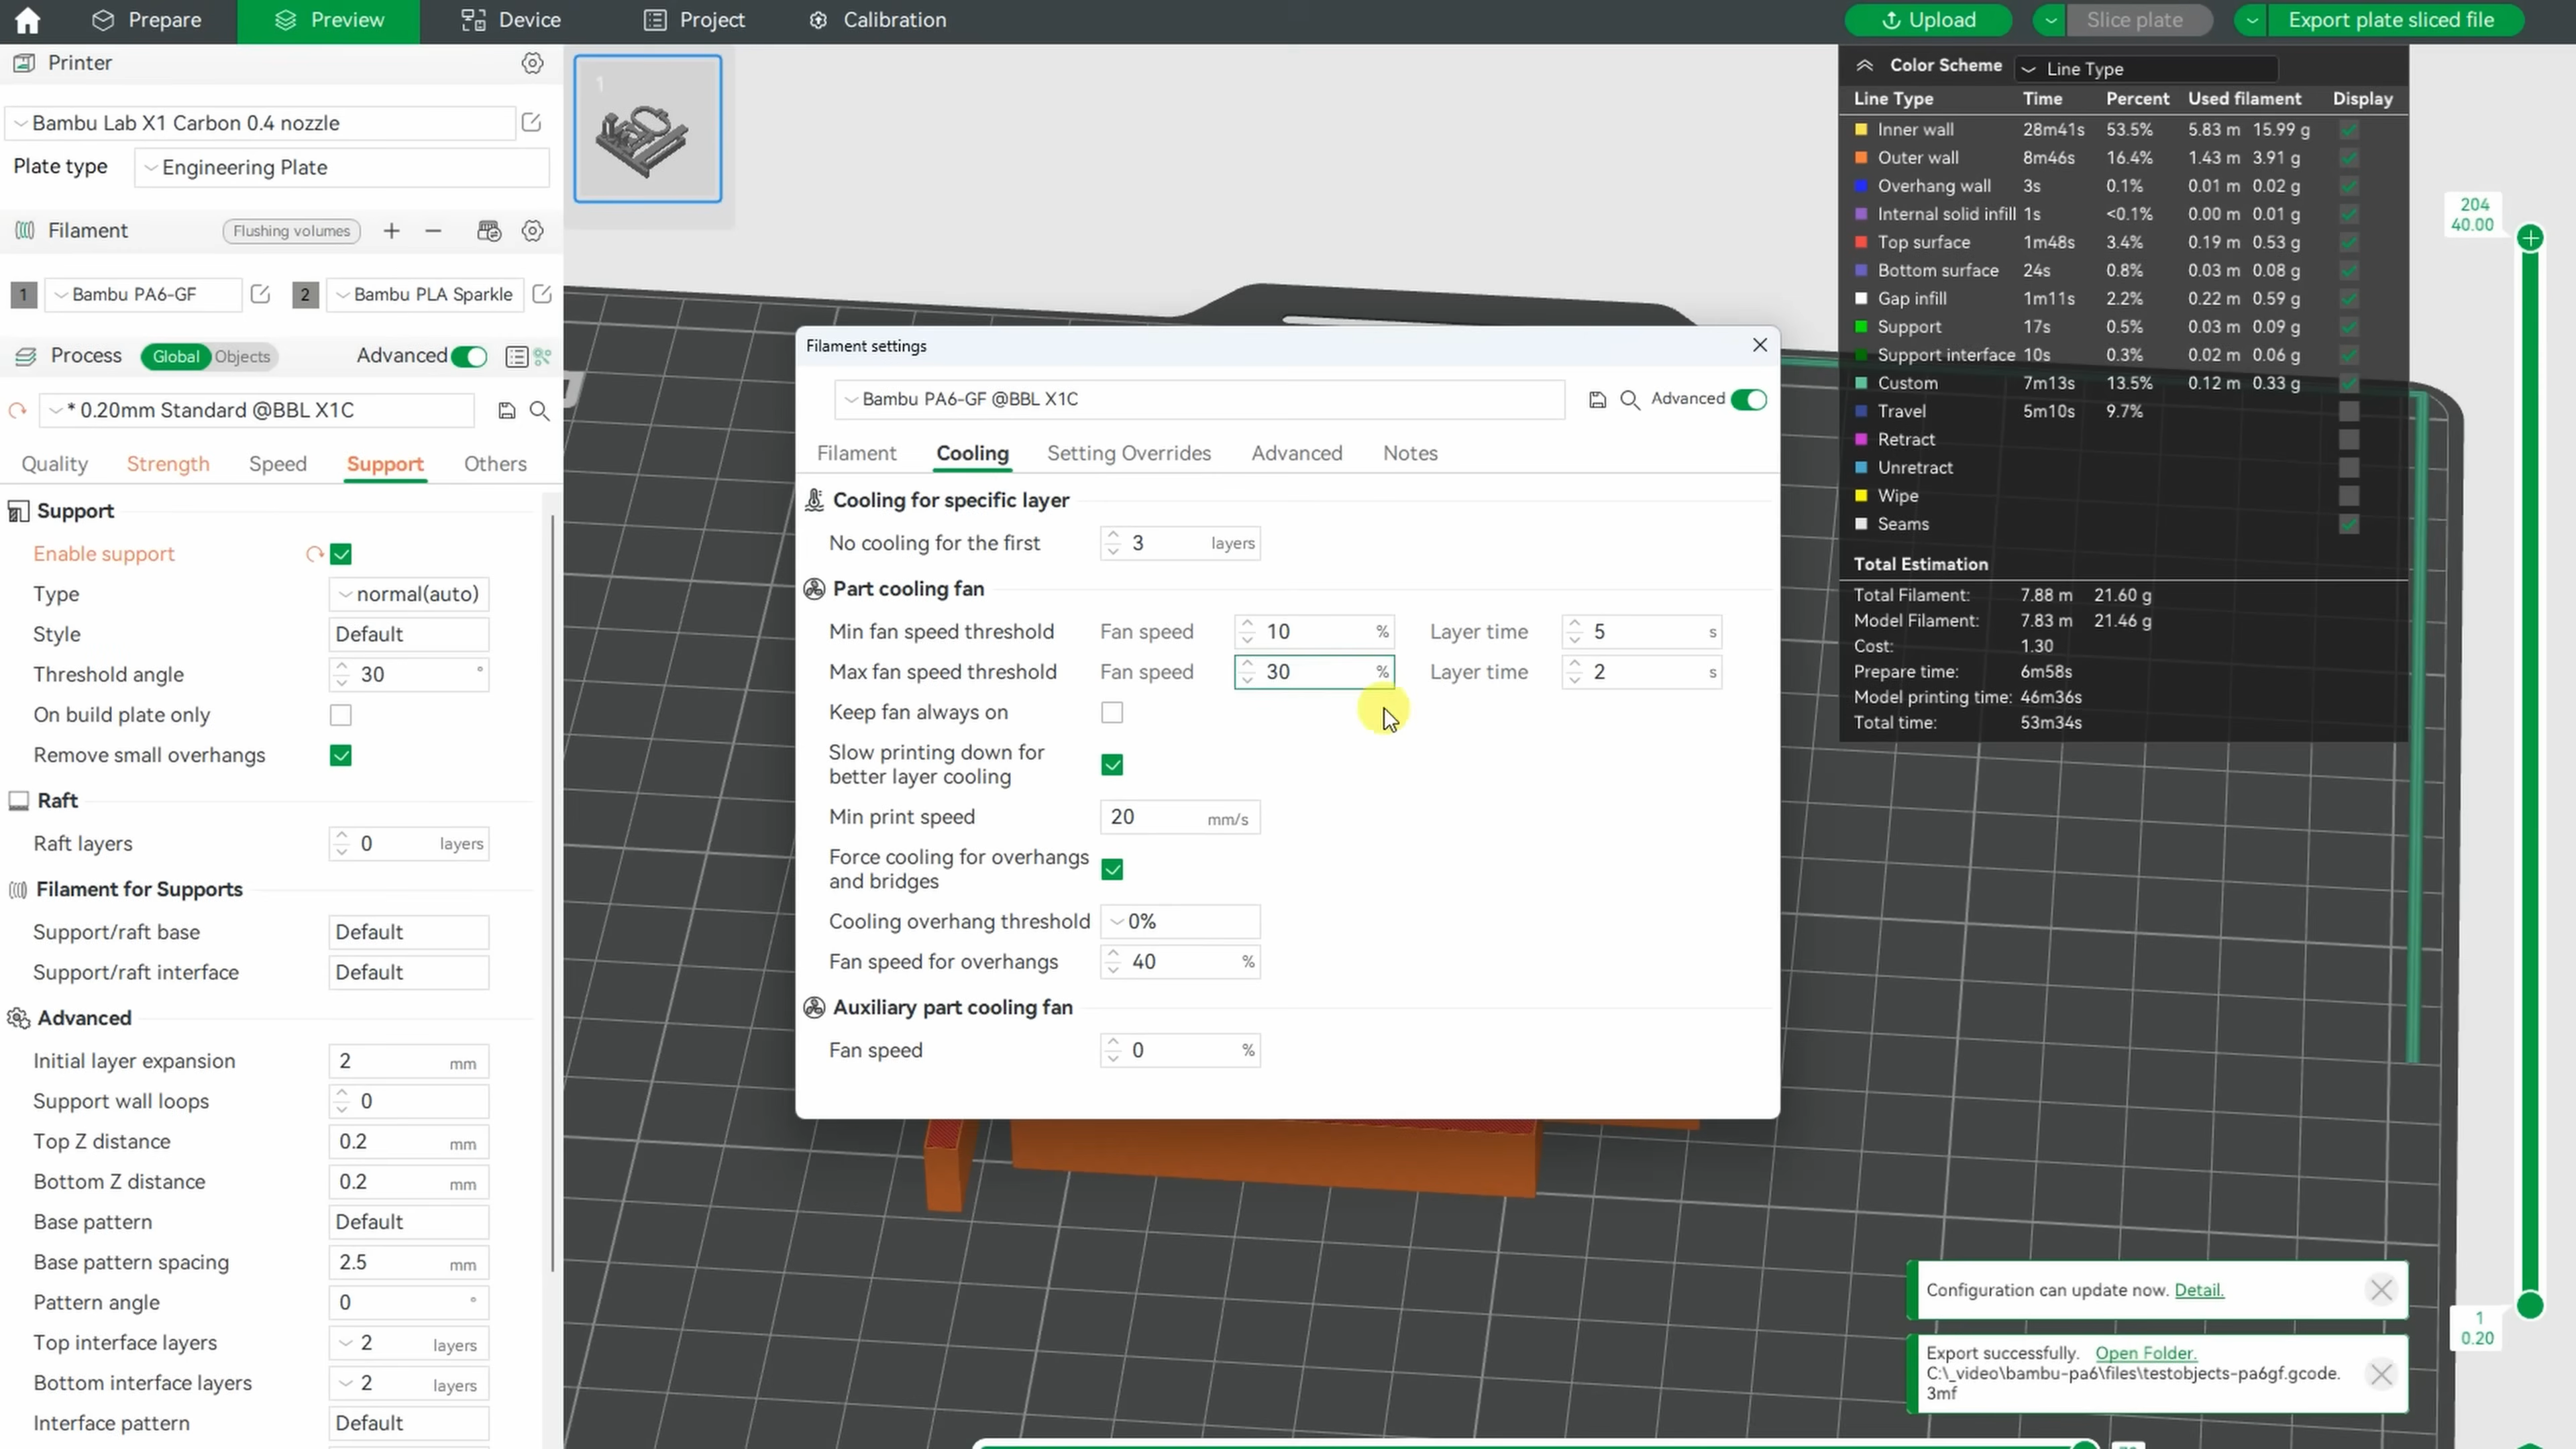 Prepare
Preview
Device
Project
Calibration
Upload
Slice plate
Export plate sliced file
Printer
Bambu Lab X1 Carbon 0.4 nozzle
Plate type
Engineering Plate
Filament
Flushing volumes
1
Bambu PA6-GF
2
Bambu PLA Sparkle
Process
Global
Objects
Advanced
* 0.20mm Standard @BBL X1C
Quality
Strength
Speed
Support
Others
Support
Enable support
Type
normal(auto)
Style
Default
Threshold angle
30 °
On build plate only
Remove small overhangs
Raft
Raft layers
0 layers
Filament for Supports
Support/raft base
Default
Support/raft interface
Default
Advanced
Initial layer expansion
2 mm
Support wall loops
0
Top Z distance
0.2 mm
Bottom Z distance
0.2 mm
Base pattern
Default
Base pattern spacing
2.5 mm
Pattern angle
0 °
Top interface layers
2 layers
Bottom interface layers
2 layers
Interface pattern
Default
1
Filament settings
Bambu PA6-GF @BBL X1C
Advanced
Filament
Cooling
Setting Overrides
Advanced
Notes
Cooling for specific layer
No cooling for the first
3 layers
Part cooling fan
Min fan speed threshold
Fan speed
10 %
Layer time
5 s
Max fan speed threshold
Fan speed
30 %
Layer time
2 s
Keep fan always on
Slow printing down for
better layer cooling
Min print speed
20 mm/s
Force cooling for overhangs
and bridges
Cooling overhang threshold
0%
Fan speed for overhangs
40 %
Auxiliary part cooling fan
Fan speed
0 %
Color Scheme
Line Type
Line Type Time Percent Used filament Display
Inner wall 28m41s 53.5% 5.83 m 15.99 g
Outer wall 8m46s 16.4% 1.43 m 3.91 g
Overhang wall 3s 0.1% 0.01 m 0.02 g
Internal solid infill 1s <0.1% 0.00 m 0.01 g
Top surface 1m48s 3.4% 0.19 m 0.53 g
Bottom surface 24s 0.8% 0.03 m 0.08 g
Gap infill 1m11s 2.2% 0.22 m 0.59 g
Support 17s 0.5% 0.03 m 0.09 g
Support interface 10s 0.3% 0.02 m 0.06 g
Custom 7m13s 13.5% 0.12 m 0.33 g
Travel 5m10s 9.7%
Retract
Unretract
Wipe
Seams
Total Estimation
Total Filament: 7.88 m 21.60 g
Model Filament: 7.83 m 21.46 g
Cost: 1.30
Prepare time: 6m58s
Model printing time: 46m36s
Total time: 53m34s
204
40.00
1
0.20
Configuration can update now. Detail.
Export successfully. Open Folder.
C:\_video\bambu-pa6\files\testobjects-pa6gf.gcode.
3mf